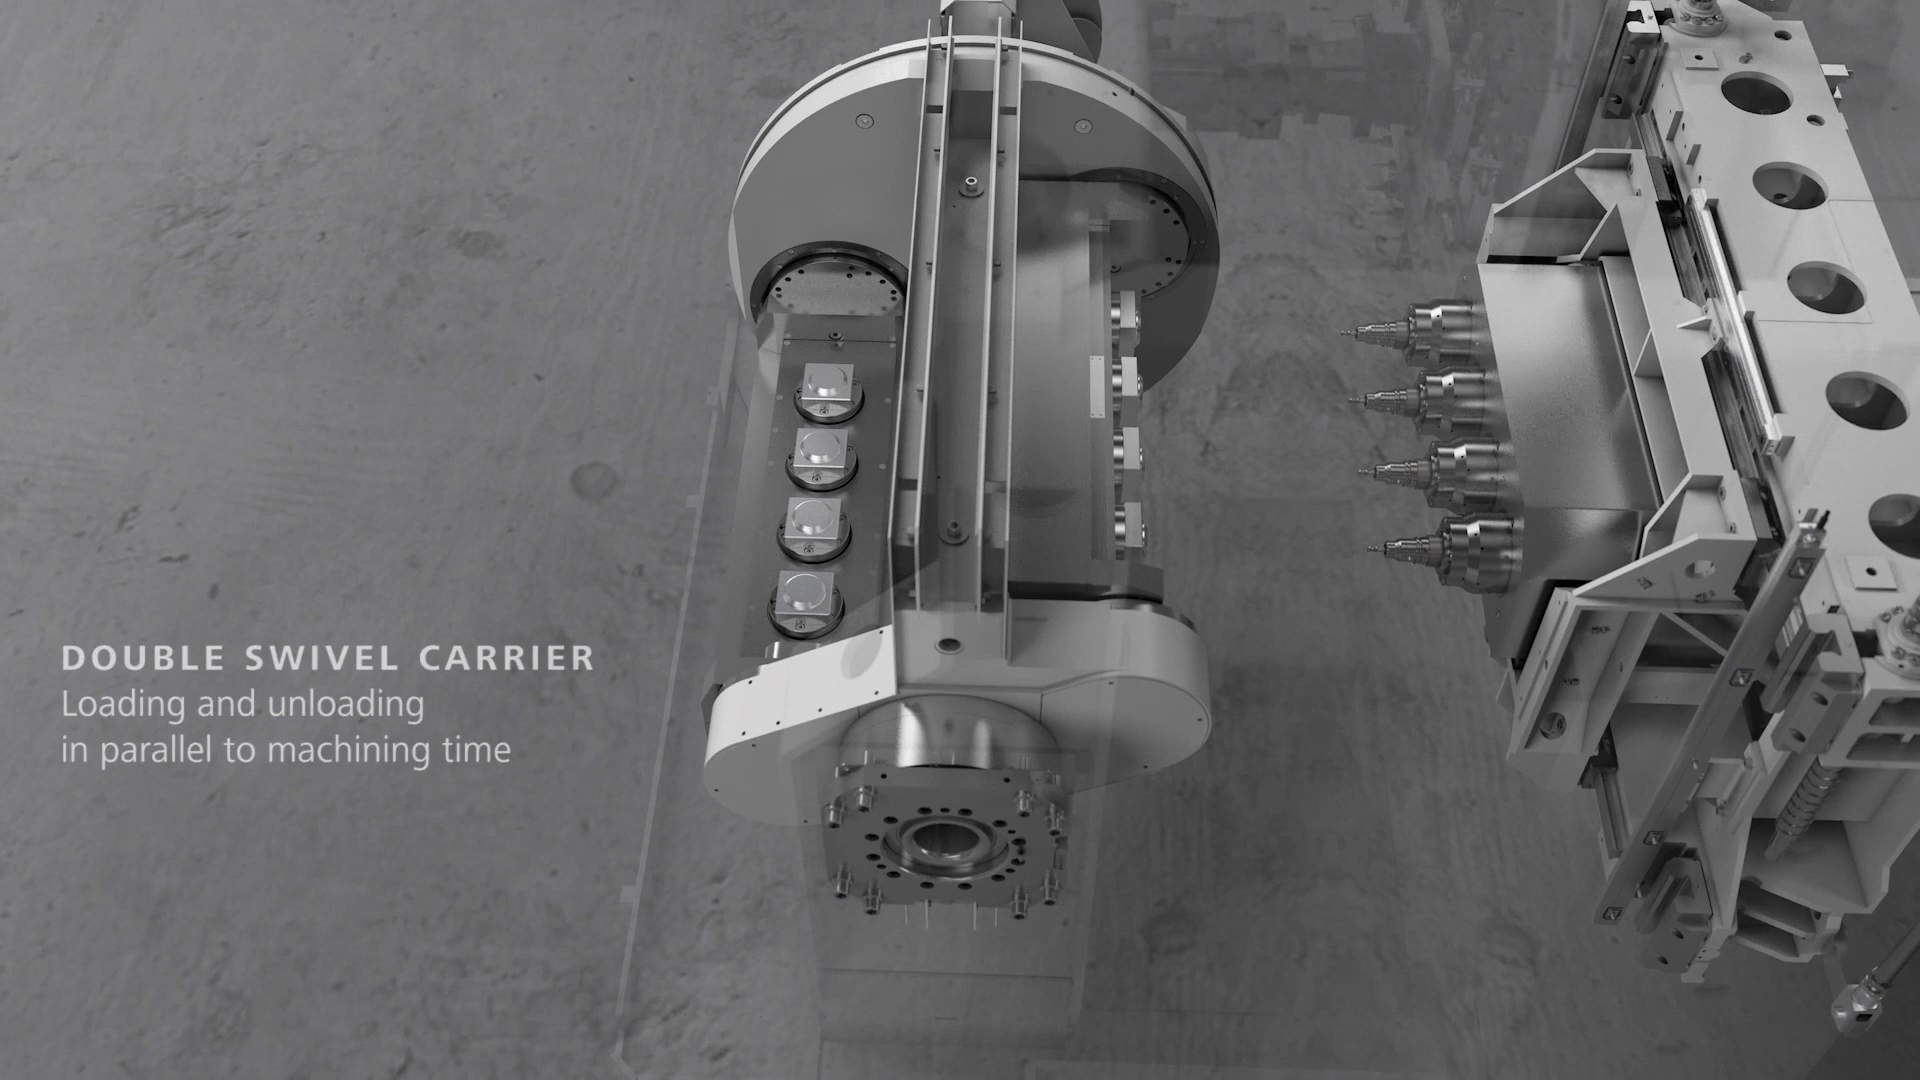 DOUBLE SWIVEL CARRIER
Loading and unloading
in parallel to machining time